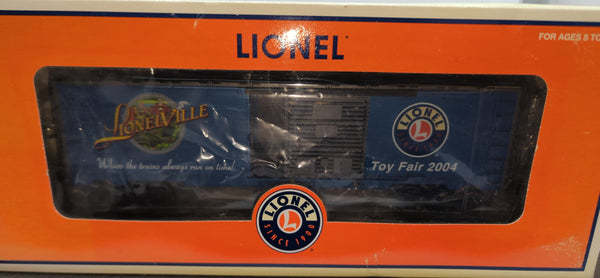 LIONEL
FOR AGES 8 TO
LIONELVILLE
When the trains always run on time!
LIONEL
Toy Fair 2004
LIONEL
L
SINCE 1900